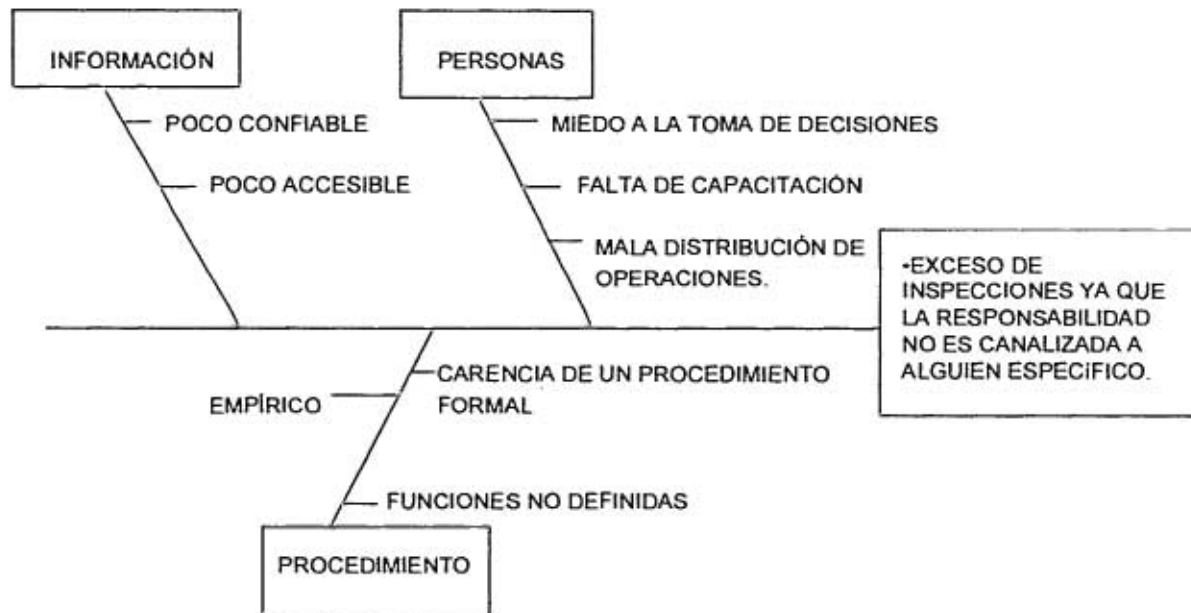 INFORMACIÓN
PERSONAS
POCO CONFIABLE
MIEDO A LA TOMA DE DECISIONES
POCO ACCESIBLE
FALTA DE CAPACITACIÓN
MALA DISTRIBUCIÓN DE
OPERACIONES.
-EXCESO DE
INSPECCIONES YA QUE
LA RESPONSABILIDAD
NO ES CANALIZADA A
ALGUIEN ESPECÍFICO.
CARENCIA DE UN PROCEDIMIENTO
FORMAL
EMPÍRICO
FUNCIONES NO DEFINIDAS
PROCEDIMIENTO